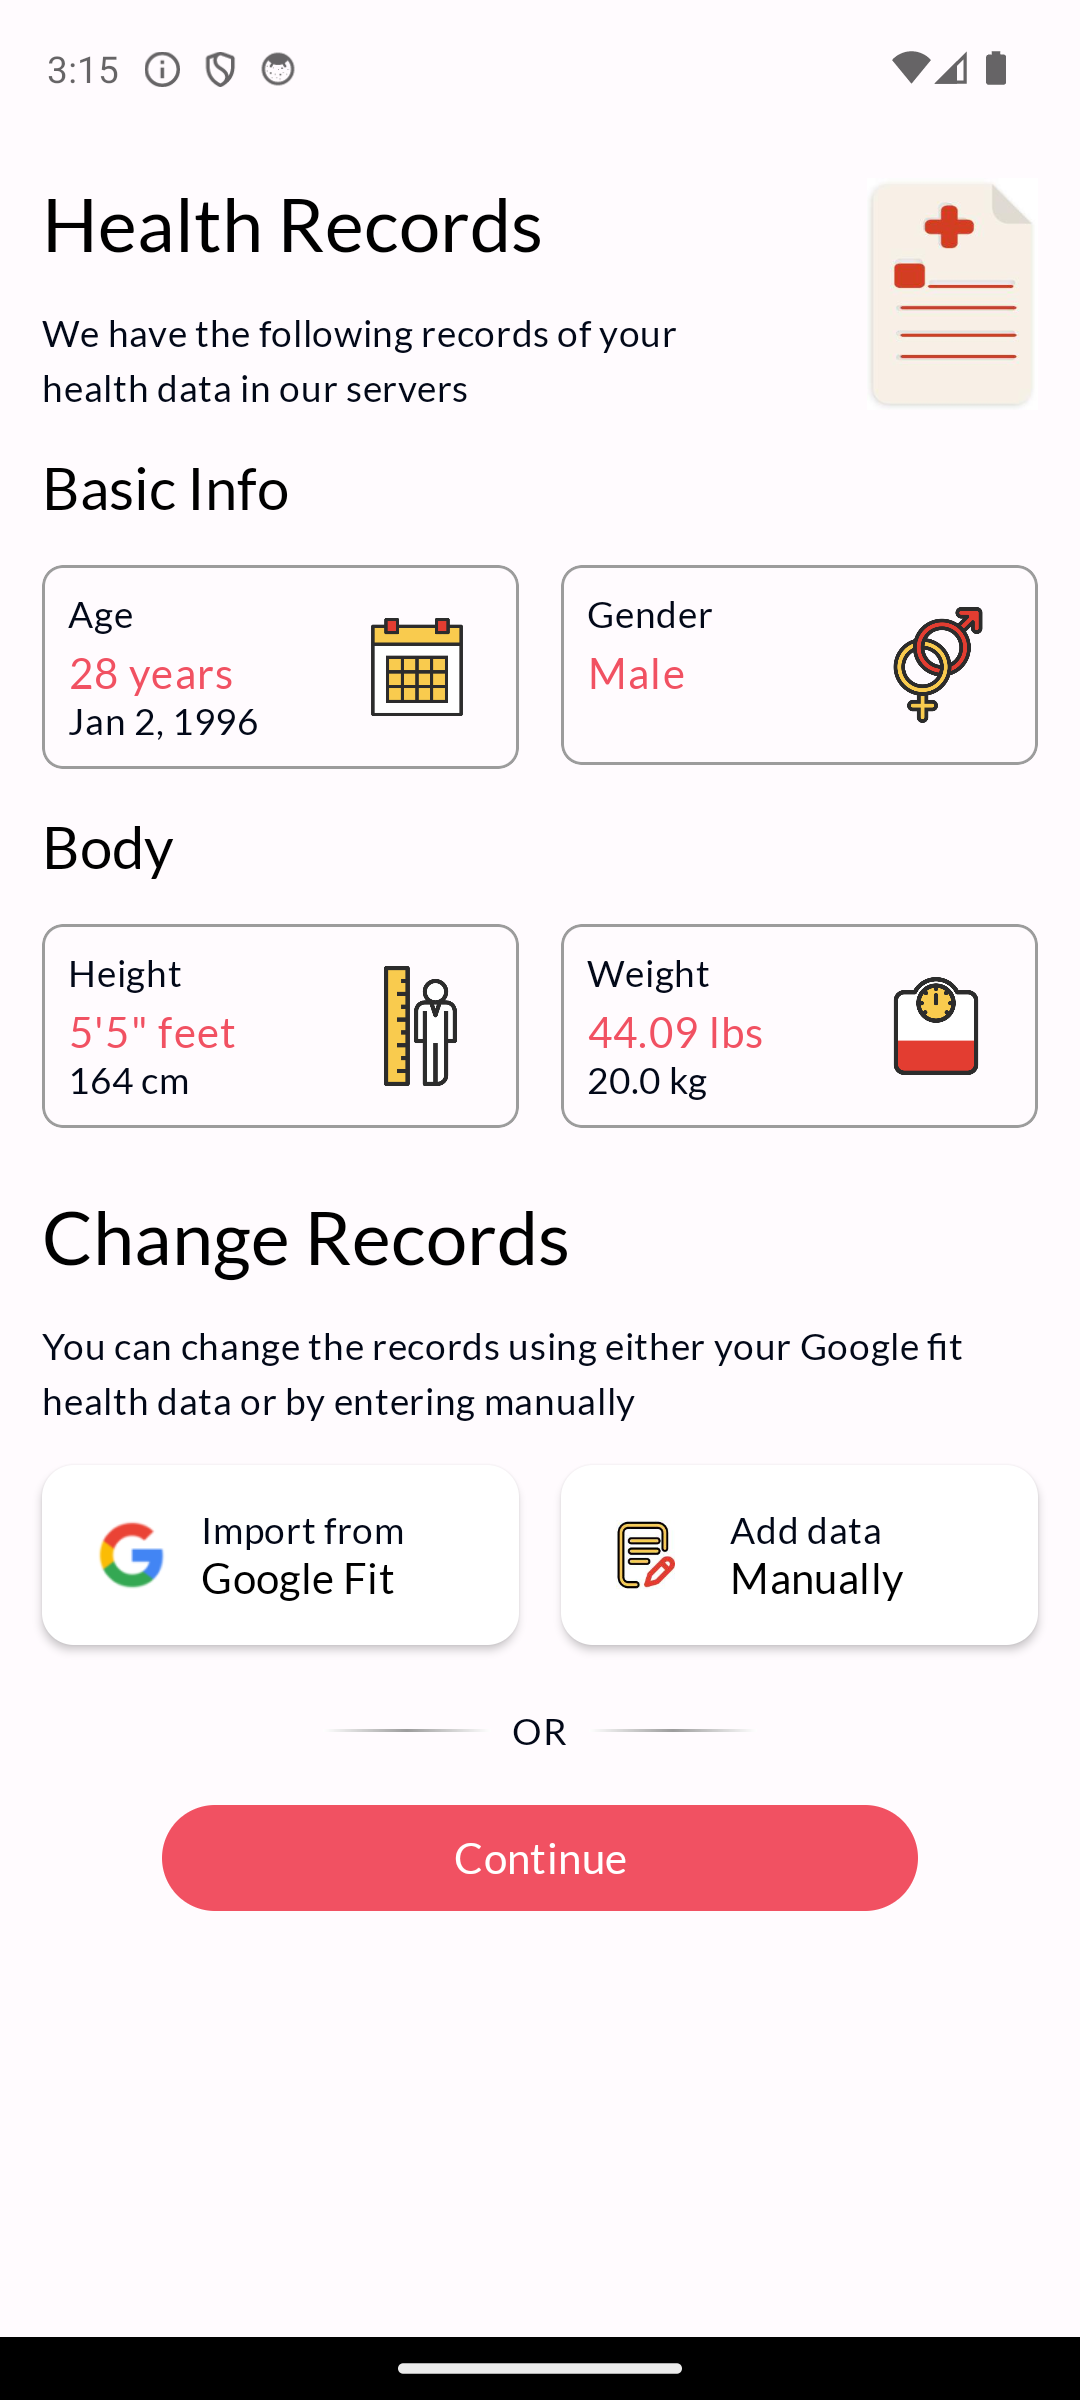 3:15
Health Records
We have the following records of your
health data in our servers
Basic Info
Age
28 years
Jan 2, 1996
Gender
Male
Body
Height
5'5" feet
164 cm
Weight
44.09 lbs
20.0 kg
Change Records
You can change the records using either your Google fit
health data or by entering manually
Import from
Google Fit
Add data
Manually
OR
Continue